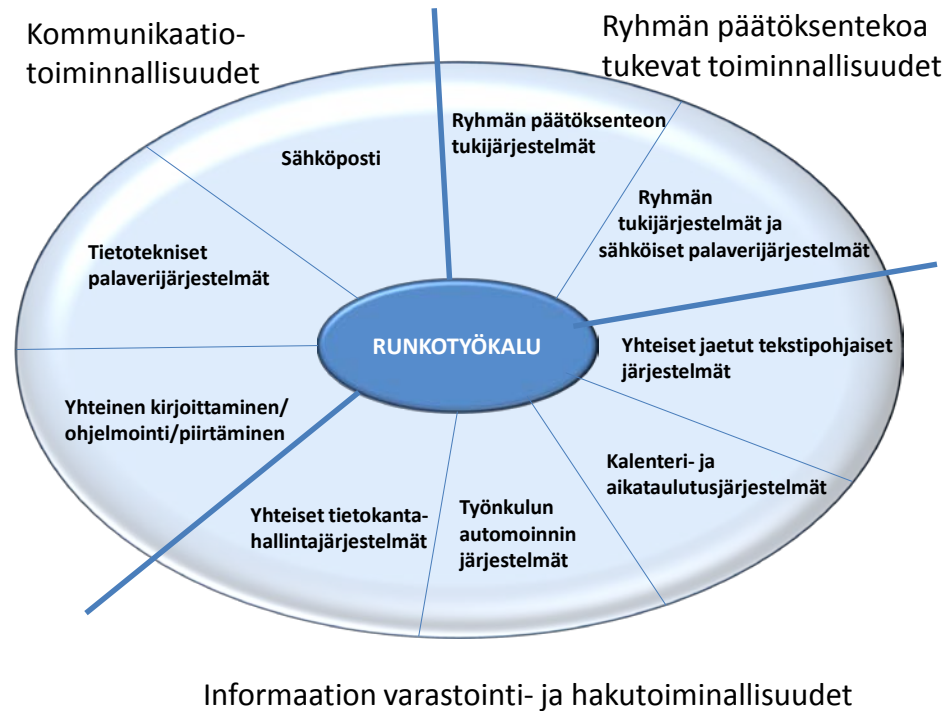 Kommunikaatio-
toiminnallisuudet
Ryhmän päätöksentekoa
tukevat toiminnallisuudet
Sähköposti
Ryhmän päätöksenteon
tukijärjestelmät
Ryhmän
tukijärjestelmät ja
sähköiset palaverijärjestelmät
Tietotekniset
palaverijärjestelmät
RUNKOTYÖKALU
Yhteiset jaetut tekstipohjaiset
järjestelmät
Yhteinen kirjoittaminen/
ohjelmointi/piirtäminen
Kalenteri- ja
aikataulutusjärjestelmät
Yhteiset tietokanta-
hallintajärjestelmät
Työnkulun
automoinnin
järjestelmät
Informaation varastointi- ja hakutoiminallisuudet